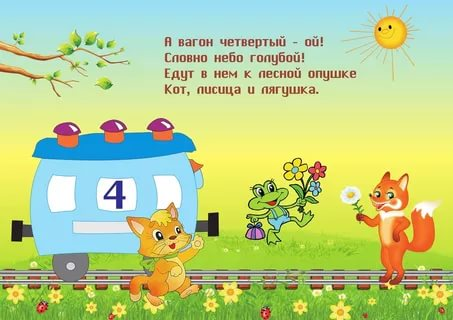 А вагон четвертый - ой!
Словно небо голубой!
Едут в нем к лесной опушке
Кот, лисица и лягушка.
4